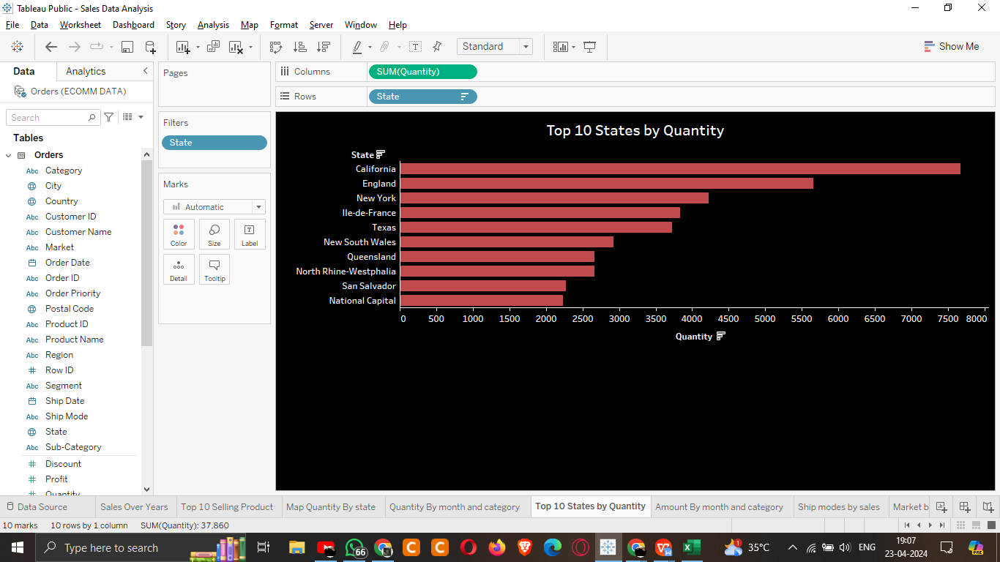 Tableau Public - Sales Data Analysis
File Data Worksheet Dashboard Story Analysis Map Format Server Window Help
Standard
Show Me
Data Analytics
Orders (ECOMM DATA)
Search
Tables
Orders
Abc Category
City
Country
Abc Customer ID
Abc Customer Name
Abc Market
Order Date
Abc Order ID
Abc Order Priority
Postal Code
Abc Product ID
Abc Product Name
Abc Region
Row ID
Abc Segment
Ship Date
Abc Ship Mode
State
Abc Sub-Category
Discount
Profit
Quantity
Pages
Filters
State
Marks
Automatic
Color Size Label
Detail Tooltip
Columns SUM(Quantity)
Rows State
Top 10 States by Quantity
State
California
England
New York
Ile-de-France
Texas
New South Wales
Queensland
North Rhine-Westphalia
San Salvador
National Capital
0 500 1000 1500 2000 2500 3000 3500 4000 4500 5000 5500 6000 6500 7000 7500 8000
Quantity
Data Source Sales Over Years Top 10 Selling Product Map Quantity By state Quantity By month and category Top 10 States by Quantity Amount By month and category Ship modes by sales Market b
10 marks 10 rows by 1 column SUM(Quantity): 37,860
Type here to search
66
1
35°C
ENG
19:07
23-04-2024
PRE